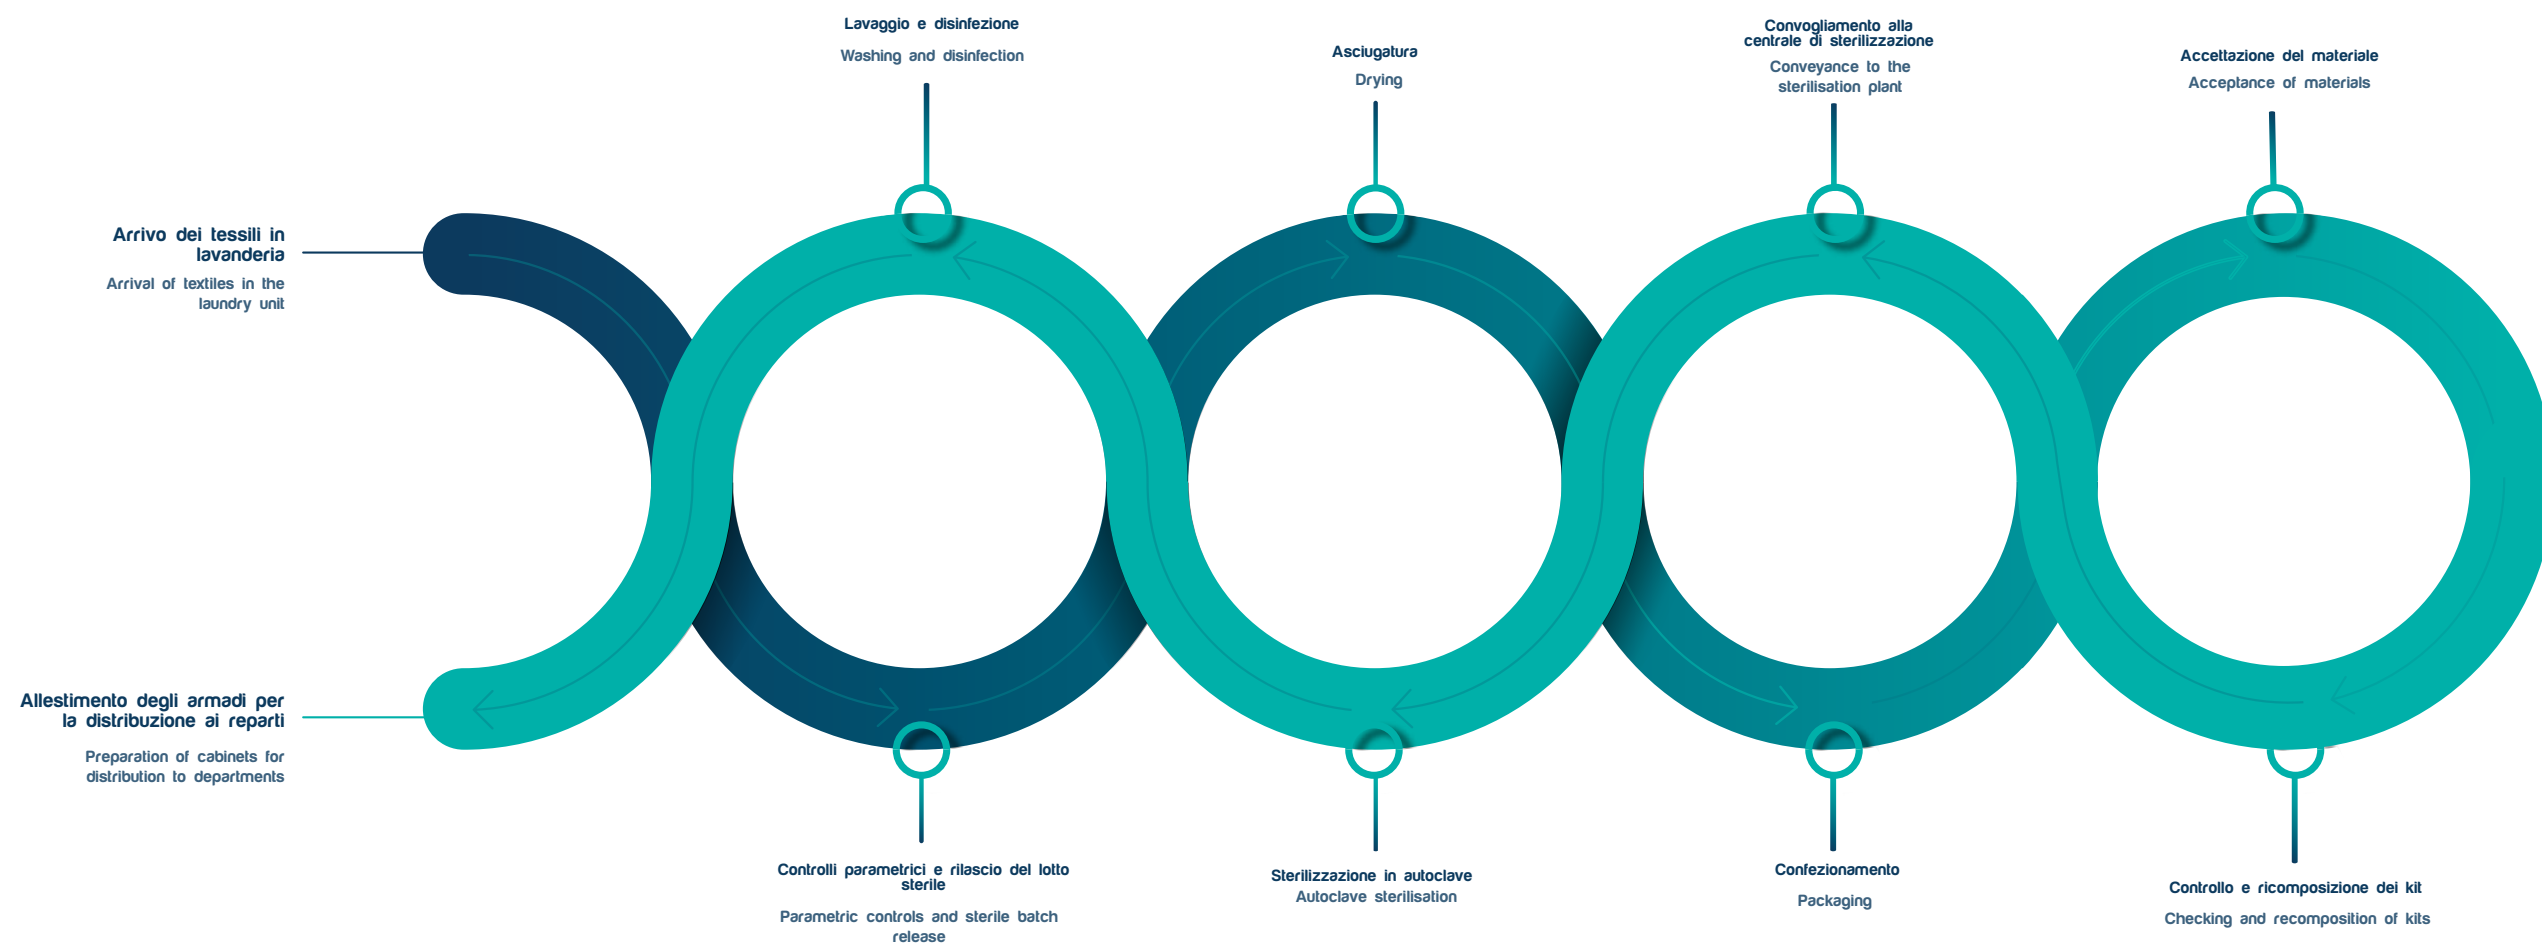 Lavaggio e disinfezione
Washing and disinfection
Asciugatura
Drying
Convogliamento alla
centrale di sterilizzazione
Conveyance to the
sterilisation plant
Accettazione del materiale
Acceptance of materials
Arrivo dei tessili in
lavanderia
Arrival of textiles in the
laundry unit
Allestimento degli armadi per
la distribuzione ai reparti
Preparation of cabinets for
distribution to departments
Controlli parametrici e rilascio del lotto
sterile
Parametric controls and sterile batch
release
Sterilizzazione in autoclave
Autoclave sterilisation
Confezionamento
Packaging
Controllo e ricomposizione dei kit
Checking and recomposition of kits